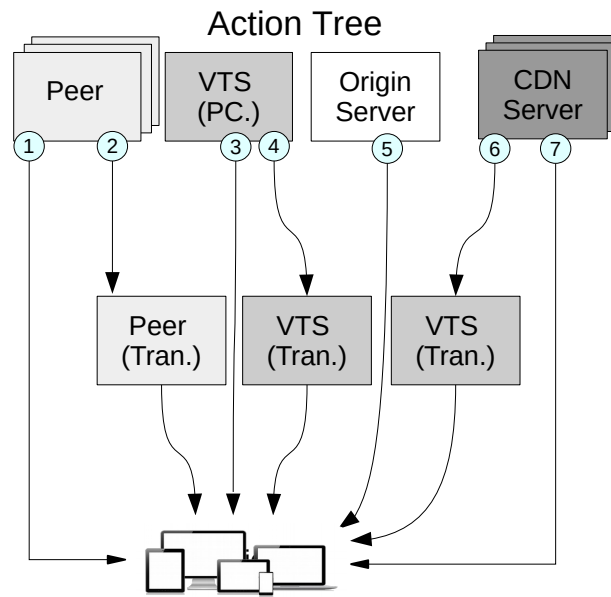 Action Tree
Peer
VTS
(PC.)
Origin
Server
CDN
Server
1
2
3
4
5
6
7
Peer
(Tran.)
VTS
(Tran.)
VTS
(Tran.)